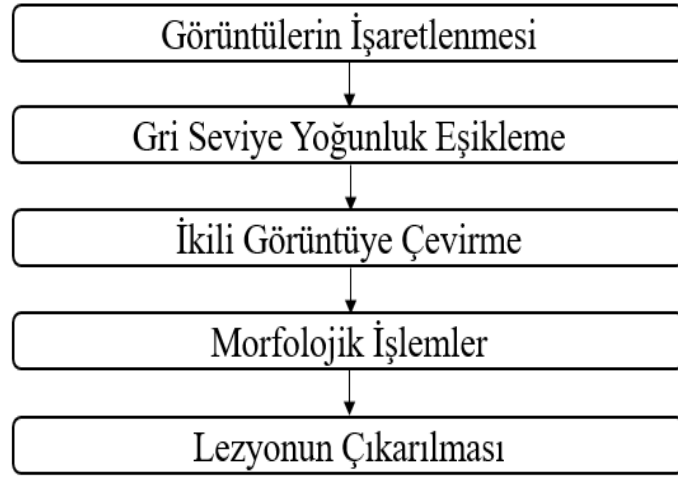 Görüntülerin İşaretlenmesi
Gri Seviye Yoğunluk Eşikleme
İkili Görüntüye Çevirme
Morfolojik İşlemler
Lezyonun Çıkarılması